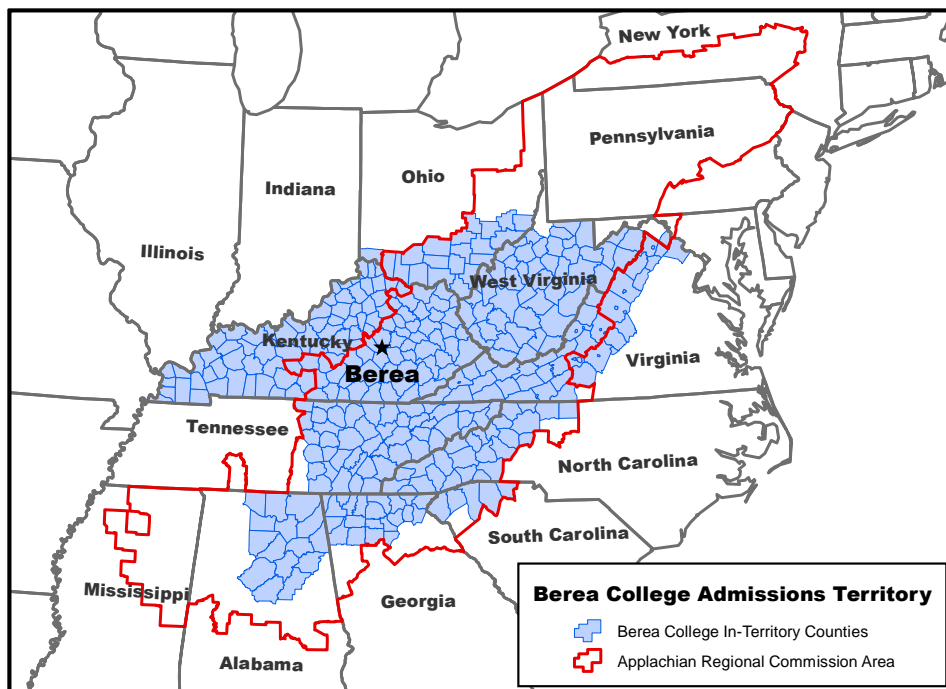 New York
Pennsylvania
Ohio
Indiana
Illinois
West Virginia
Kentucky
Virginia
Berea
Tennessee
North Carolina
South Carolina
Mississippi
Georgia
Alabama
Berea College Admissions Territory
Berea College In-Territory Counties
Applachian Regional Commission Area